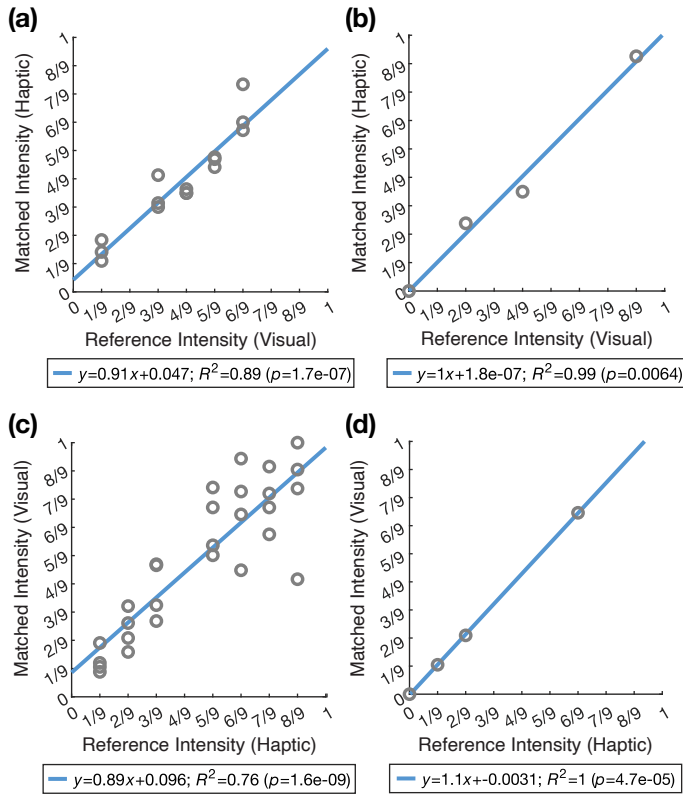 (a)
Matched Intensity (Haptic)
1
8/9
7/9
6/9
5/9
4/9
3/9
2/9
1/9
0
0 1/9 2/9 3/9 4/9 5/9 6/9 7/9 8/9 1
Reference Intensity (Visual)
y=0.91x+0.047; R²=0.89 (p=1.7e-07)
(b)
Matched Intensity (Haptic)
1
8/9
7/9
6/9
5/9
4/9
3/9
2/9
1/9
0
0 1/9 2/9 3/9 4/9 5/9 6/9 7/9 8/9 1
Reference Intensity (Visual)
y=1x+1.8e-07; R²=0.99 (p=0.0064)
(c)
Matched Intensity (Visual)
1
8/9
7/9
6/9
5/9
4/9
3/9
2/9
1/9
0
0 1/9 2/9 3/9 4/9 5/9 6/9 7/9 8/9 1
Reference Intensity (Haptic)
y=0.89x+0.096; R²=0.76 (p=1.6e-09)
(d)
Matched Intensity (Visual)
1
8/9
7/9
6/9
5/9
4/9
3/9
2/9
1/9
0
0 1/9 2/9 3/9 4/9 5/9 6/9 7/9 8/9 1
Reference Intensity (Haptic)
y=1.1x+-0.0031; R²=1 (p=4.7e-05)